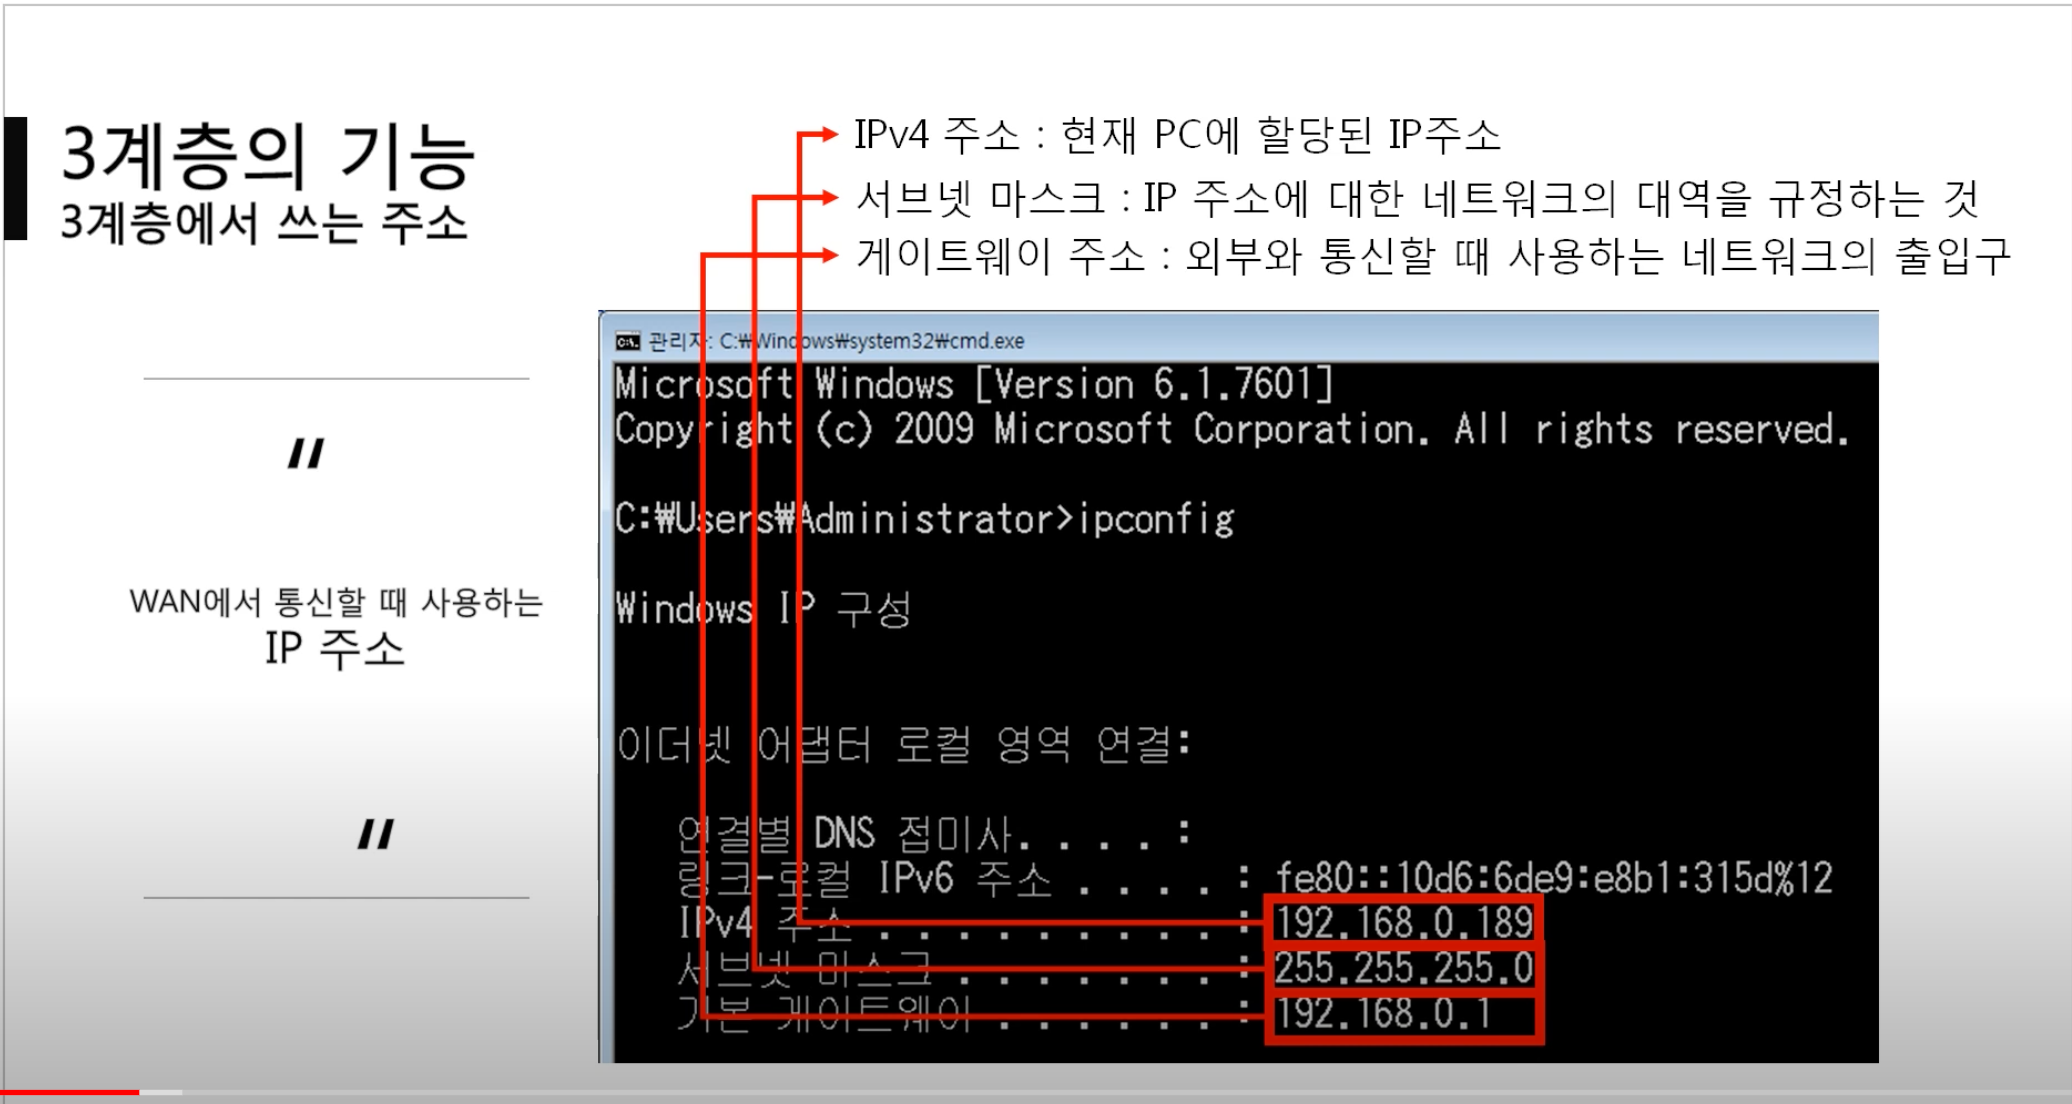 3계층의 기능
3계층에서 쓰는 주소
"
WAN에서 통신할 때 사용하는
IP 주소
"
IPv4 주소 : 현재 PC에 할당된 IP주소
서브넷 마스크 : IP 주소에 대한 네트워크의 대역을 규정하는 것
게이트웨이 주소 : 외부와 통신할 때 사용하는 네트워크의 출입구
관리자: C:₩Windows₩system32₩cmd.exe
Microsoft Windows [Version 6.1.7601]
Copyright (c) 2009 Microsoft Corporation. All rights reserved.
C:₩Users₩Administrator>ipconfig
Windows IP 구성
이더넷 어댑터 로컬 영역 연결:
연결별 DNS 접미사. . . . :
링크-로컬 IPv6 주소 . . . . : fe80::10d6:6de9:e8b1:315d%12
IPv4 주소 . . . . . . . . . : 192.168.0.189
서브넷 마스크 . . . . . . . : 255.255.255.0
기본 게이트웨이 . . . . . . : 192.168.0.1